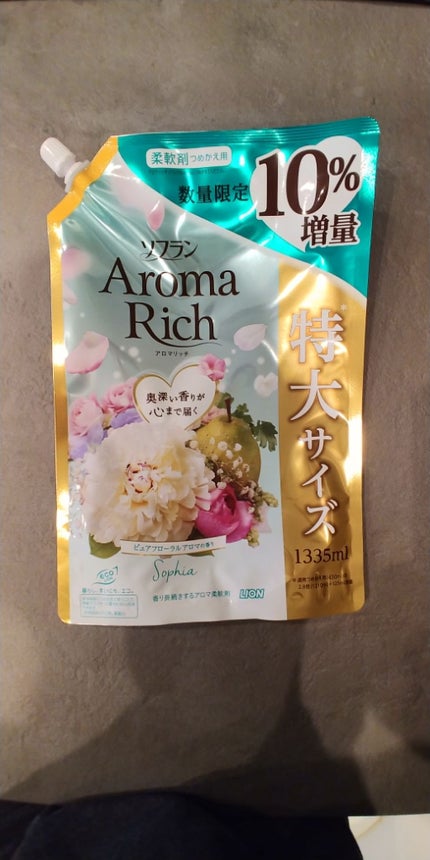 柔軟剤つめかえ用
数量限定
10%
増量
ソフラン
Aroma
Rich
アロマリッチ
奥深い香りが
心まで届く
特大サイズ
1335ml
ピュアフローラルアロマの香り
Sophia
香り長続きするアロマ柔軟剤
LION
eco